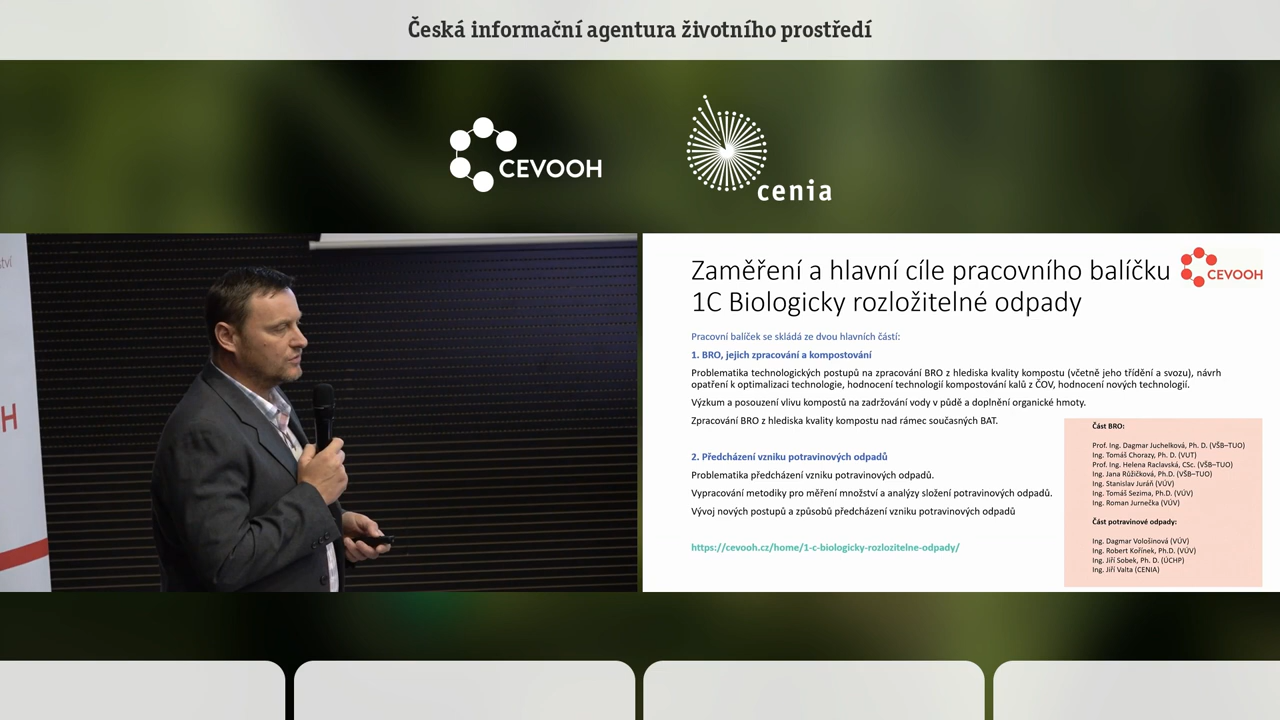 Česká informační agentura životního prostředí
CEVOOH
cenia
ství
H
Zaměření a hlavní cíle pracovního balíčku
1C Biologicky rozložitelné odpady
CEVOOH
Pracovní balíček se skládá ze dvou hlavních částí:
1. BRO, jejich zpracování a kompostování
Problematika technologických postupů na zpracování BRO z hlediska kvality kompostu (včetně jeho třídění a svozu), návrh
opatření k optimalizaci technologie, hodnocení technologií kompostování kalů z ČOV, hodnocení nových technologií.
Výzkum a posouzení vlivu kompostů na zadržování vody v půdě a doplnění organické hmoty.
Zpracování BRO z hlediska kvality kompostu nad rámec současných BAT.
2. Předcházení vzniku potravinových odpadů
Problematika předcházení vzniku potravinových odpadů.
Vypracování metodiky pro měření množství a analýzy složení potravinových odpadů.
Vývoj nových postupů a způsobů předcházení vzniku potravinových odpadů
https://cevooh.cz/home/1-c-biologicky-rozlozitelne-odpady/
Část BRO:
Prof. Ing. Dagmar Juchelková, Ph. D. (VŠB–TUO)
Ing. Tomáš Chorazy, Ph. D. (VUT)
Prof. Ing. Helena Raclavská, CSc. (VŠB–TUO)
Ing. Jana Růžičková, Ph.D. (VŠB–TUO)
Ing. Stanislav Juráň (VÚV)
Ing. Tomáš Sezima, Ph.D. (VÚV)
Ing. Roman Jurnečka (VÚV)
Část potravinové odpady:
Ing. Dagmar Vološinová (VÚV)
Ing. Robert Kořínek, Ph.D. (VÚV)
Ing. Jiří Sobek, Ph. D. (ÚCHP)
Ing. Jiří Valta (CENIA)